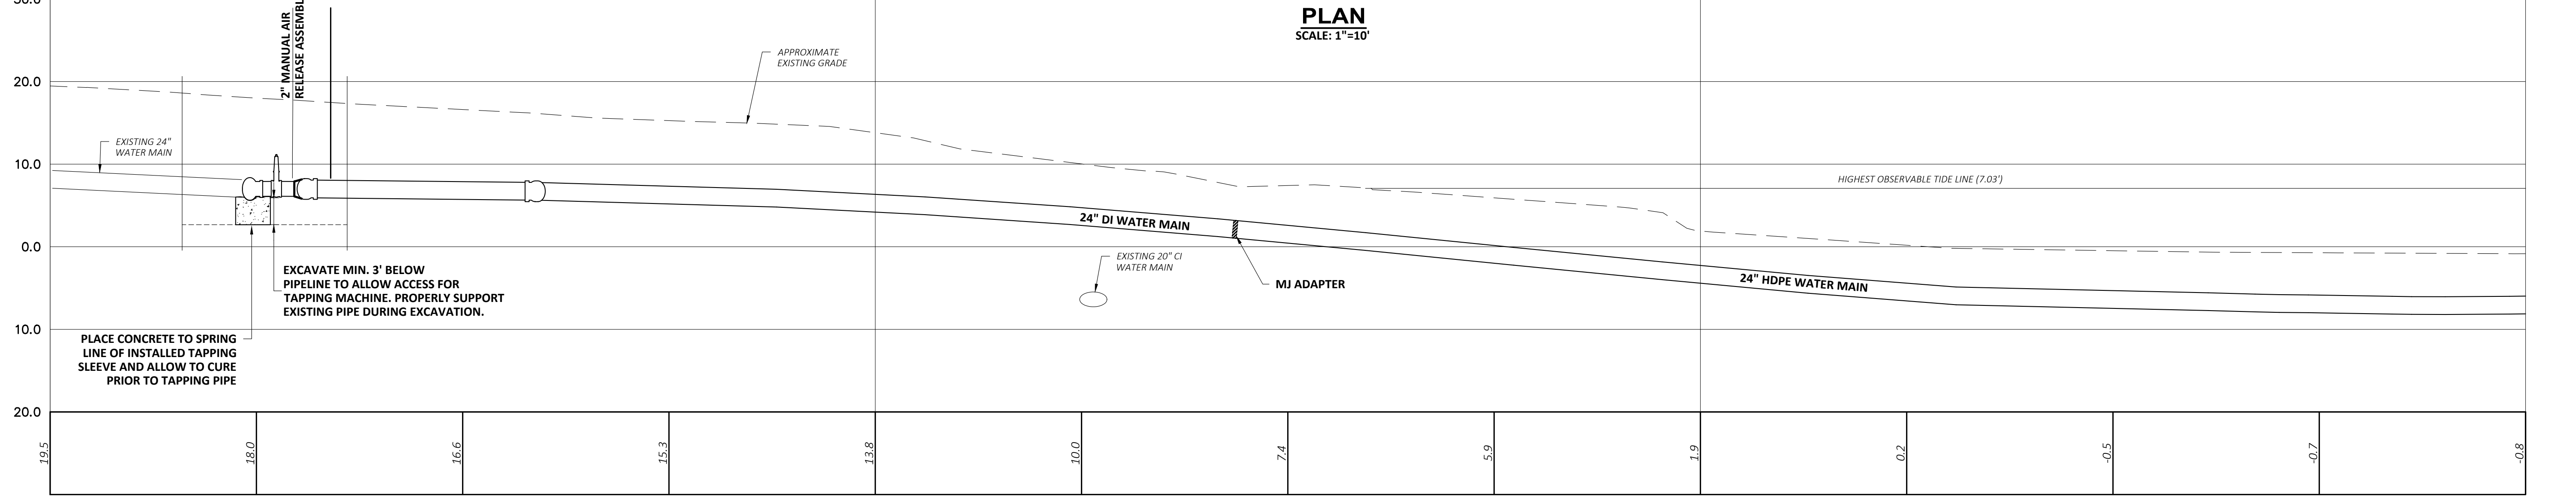 30.0
PLAN
SCALE: 1"=10'
2" MANUAL AIR
RELEASE
APPROXIMATE
EXISTING GRADE
20.0
EXISTING 24"
WATER MAIN
10.0
HIGHEST OBSERVABLE TIDE LINE (7.03')
24" DI WATER MAIN
0.0
EXISTING 20" CI
WATER MAIN
MJ ADAPTER
24" HDPE WATER MAIN
EXCAVATE MIN. 3' BELOW
PIPELINE TO ALLOW ACCESS FOR
TAPPING MACHINE. PROPERLY SUPPORT
EXISTING PIPE DURING EXCAVATION.
10.0
PLACE CONCRETE TO SPRING
LINE OF INSTALLED TAPPING
SLEEVE AND ALLOW TO CURE
PRIOR TO TAPPING PIPE
20.0
19.5
18.0
16.6
15.3
13.8
10.0
7.4
5.9
1.9
0.2
-0.5
-0.7
-0.8